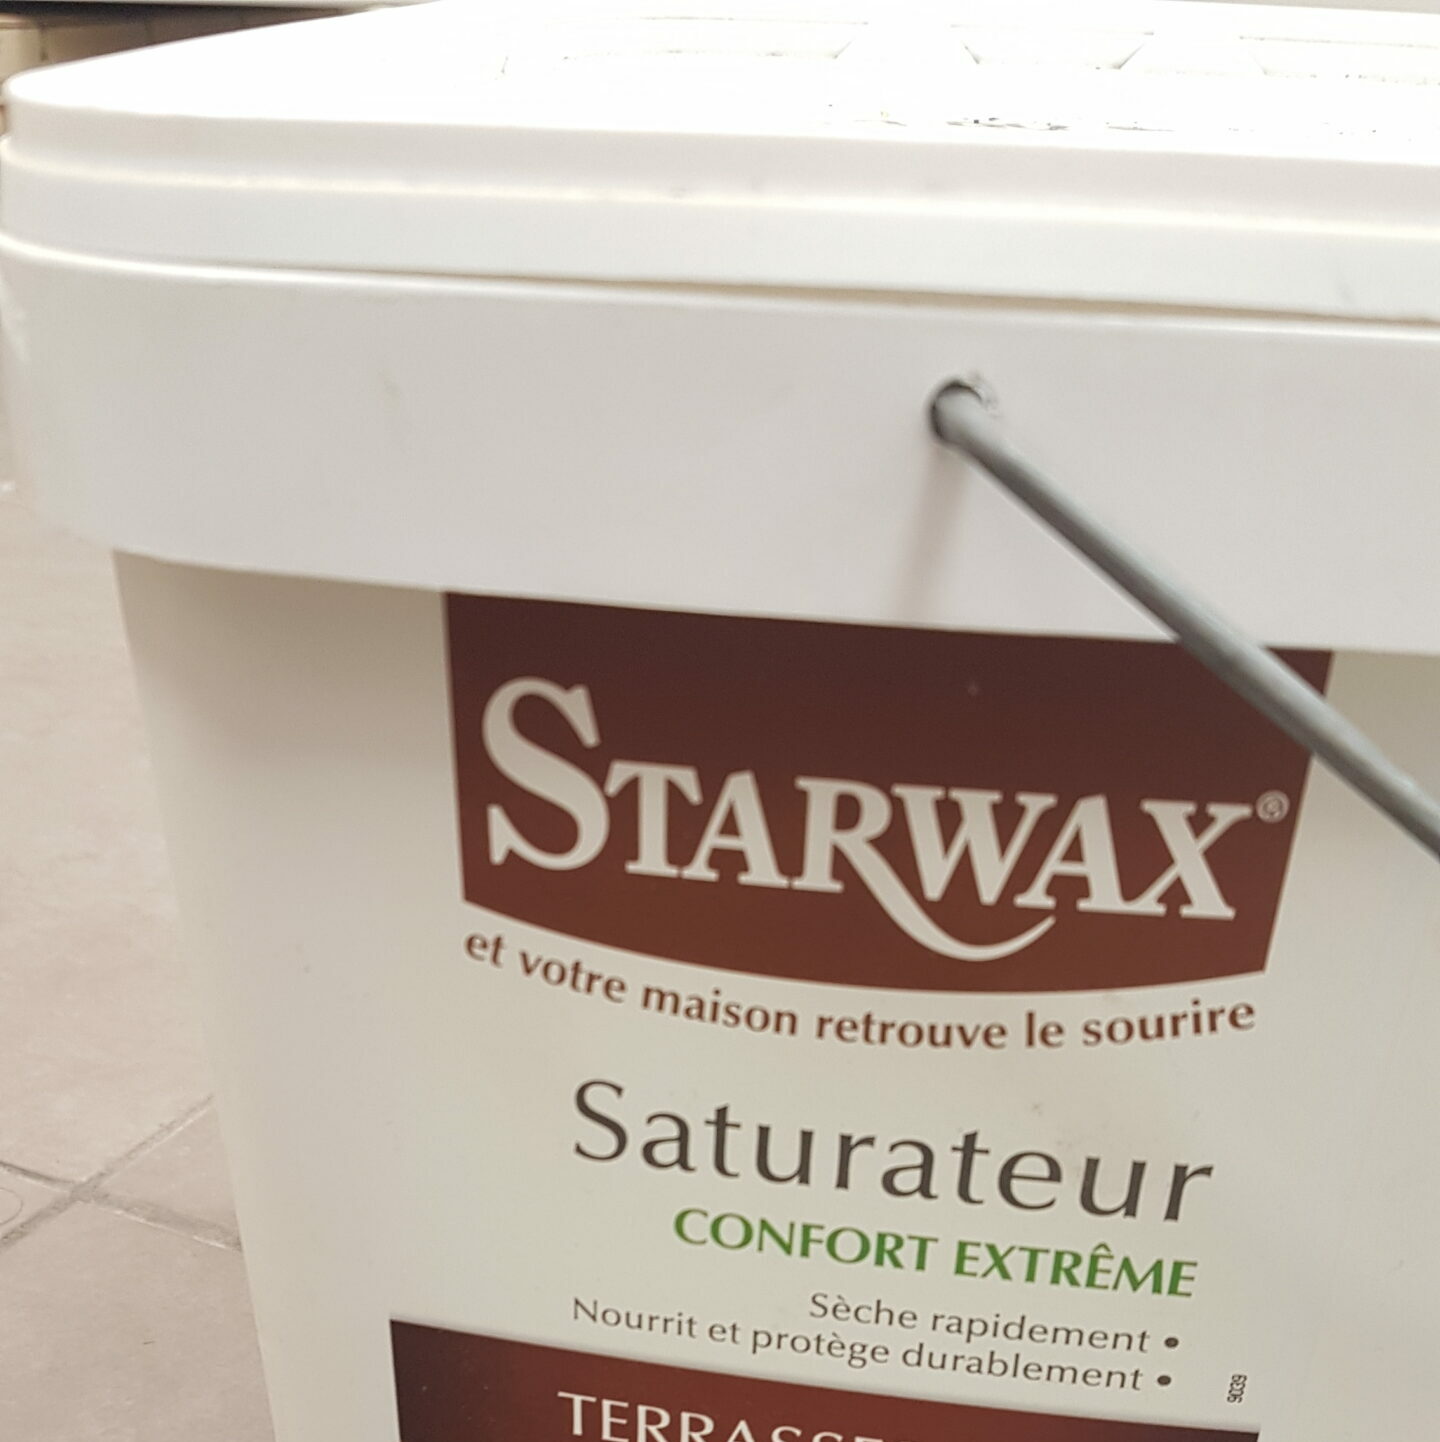 STARWAX®
et votre maison retrouve le sourire
Saturateur
CONFORT EXTRÊME
Sèche rapidement •
Nourrit et protège durablement •
9039